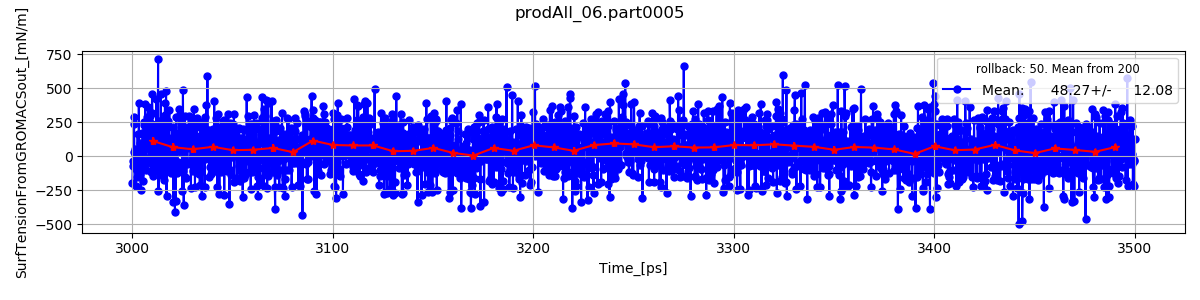 prodAll_06.part0005
SurfTensionFromGROMACSout_[mN/m]
750
500
250
0
−250
−500
rollback: 50. Mean from 200
Mean: 48.27+/- 12.08
3000 3100 3200 3300 3400 3500
Time_[ps]